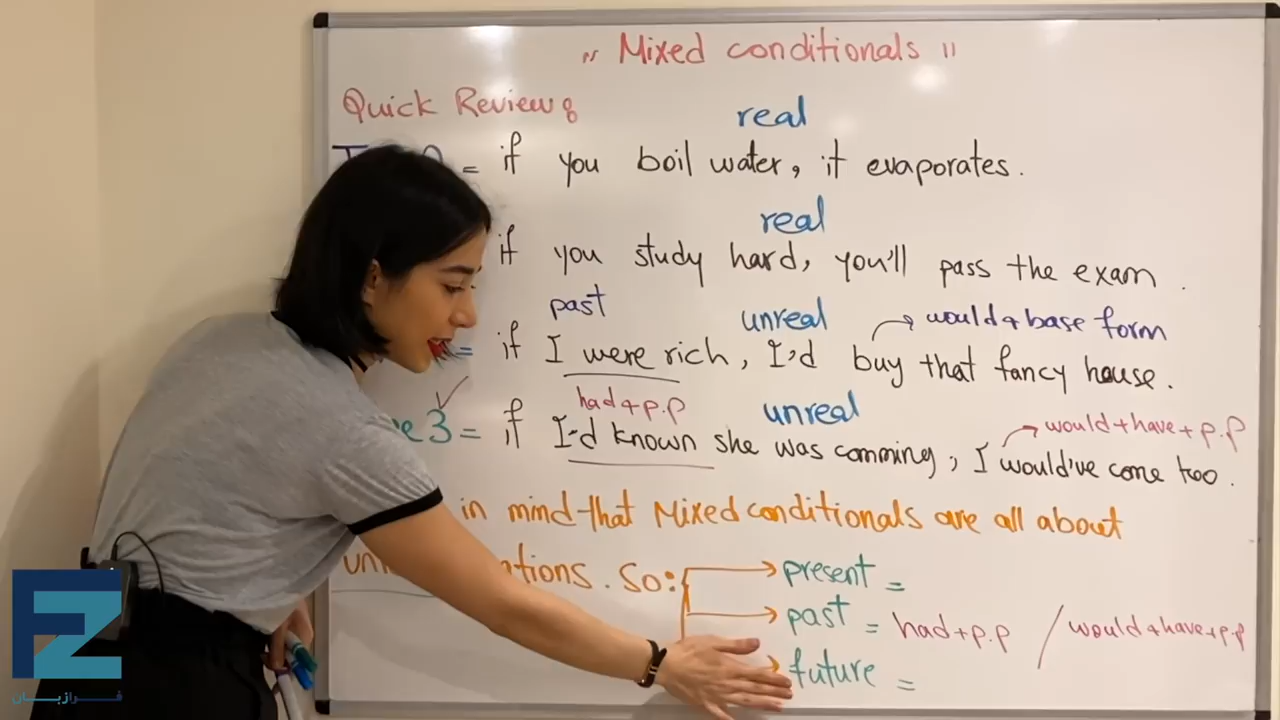 " Mixed conditionals "
Quick Review:
real
= if you boil water, it evaporates.
real
if you study hard, you'll pass the exam.
past unreal would+base form
= if I were rich, I'd buy that fancy house.
had+p.p unreal would+have+p.p
3 = if I'd known she was comming, I would've come too.
in mind that Mixed conditionals are all about
So:
present =
past = had+p.p / would+have+p.p
future =
FZ
فرازبان